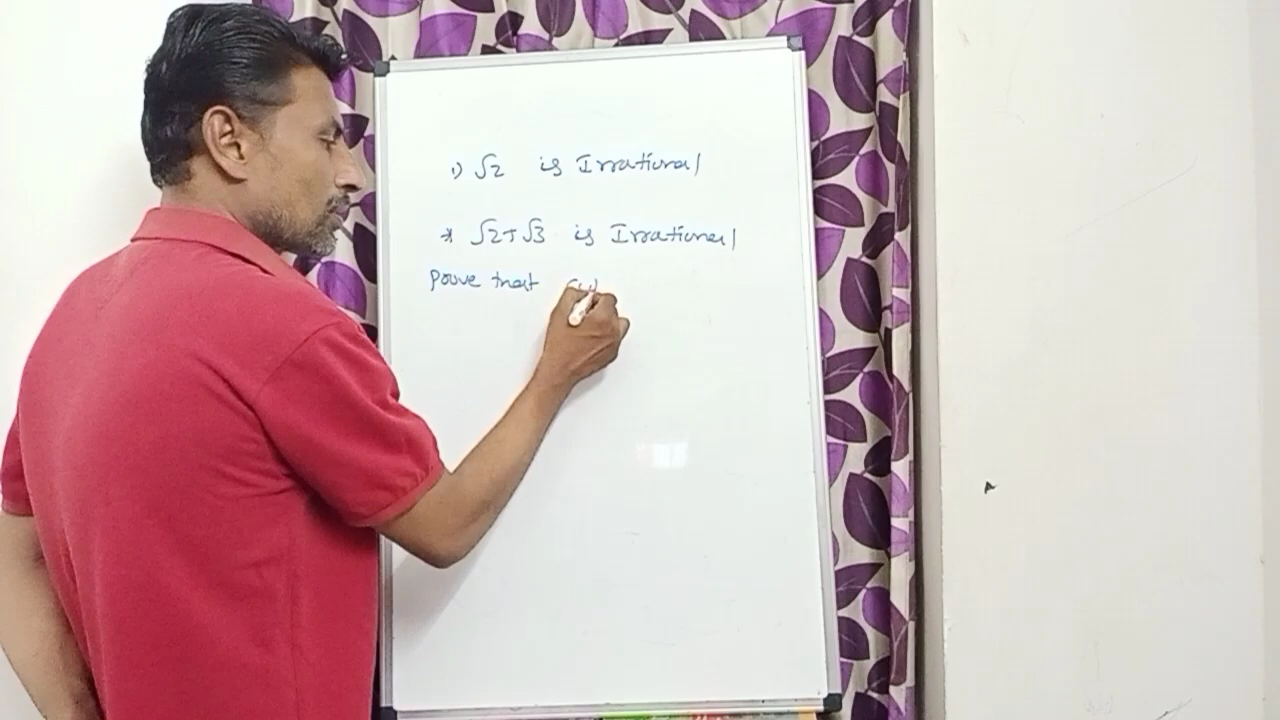 1) √2 is Irrational
* √2+√3 is Irrational
Prove that